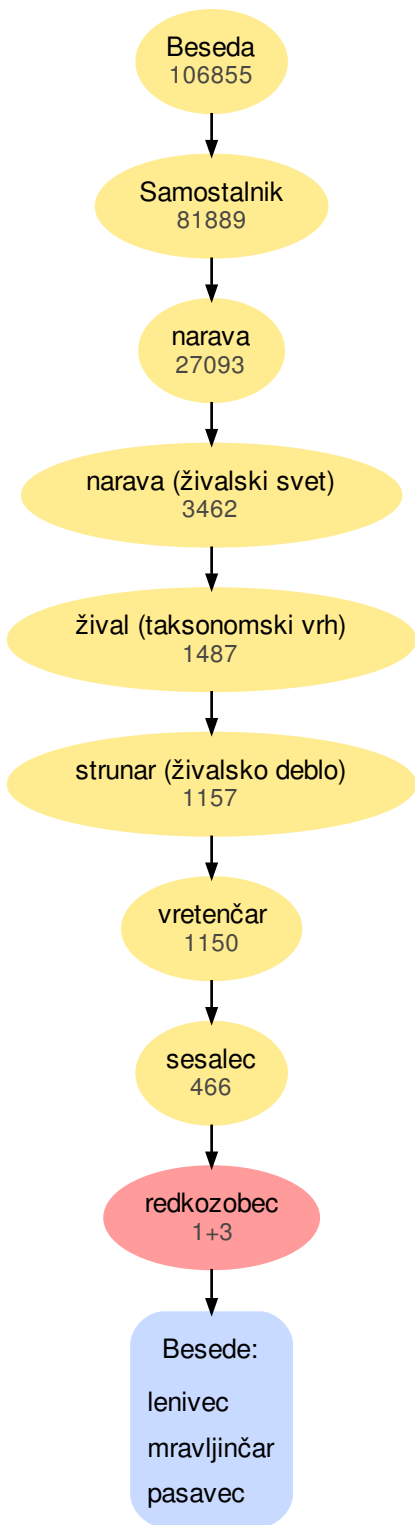 Beseda
106855
Samostalnik
81889
narava
27093
narava (živalski svet)
3462
žival (taksonomski vrh)
1487
strunar (živalsko deblo)
1157
vretenčar
1150
sesalec
466
redkozobec
1+3
Besede:
lenivec
mravljinčar
pasavec